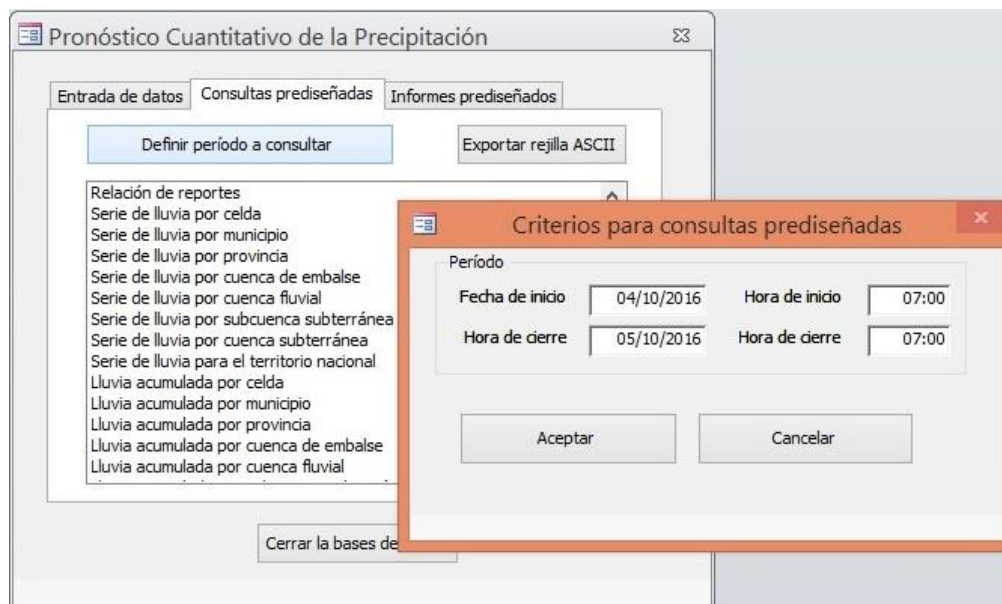 Pronóstico Cuantitativo de la Precipitación
Entrada de datos Consultas prediseñadas Informes prediseñados
Definir período a consultar Exportar rejilla ASCII
Relación de reportes
Serie de lluvia por celda
Serie de lluvia por municipio
Serie de lluvia por provincia
Serie de lluvia por cuenca de embalse
Serie de lluvia por cuenca fluvial
Serie de lluvia por subcuenca subterránea
Serie de lluvia por cuenca subterránea
Serie de lluvia para el territorio nacional
Lluvia acumulada por celda
Lluvia acumulada por municipio
Lluvia acumulada por provincia
Lluvia acumulada por cuenca de embalse
Lluvia acumulada por cuenca fluvial
Cerrar la bases de
Criterios para consultas prediseñadas
Período
Fecha de inicio 04/10/2016 Hora de inicio 07:00
Hora de cierre 05/10/2016 Hora de cierre 07:00
Aceptar Cancelar